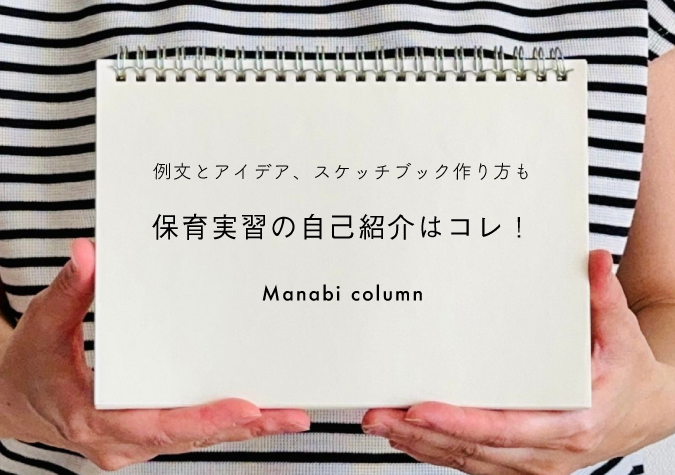 例文とアイデア、スケッチブック作り方も
保育実習の自己紹介はコレ！
Manabi column